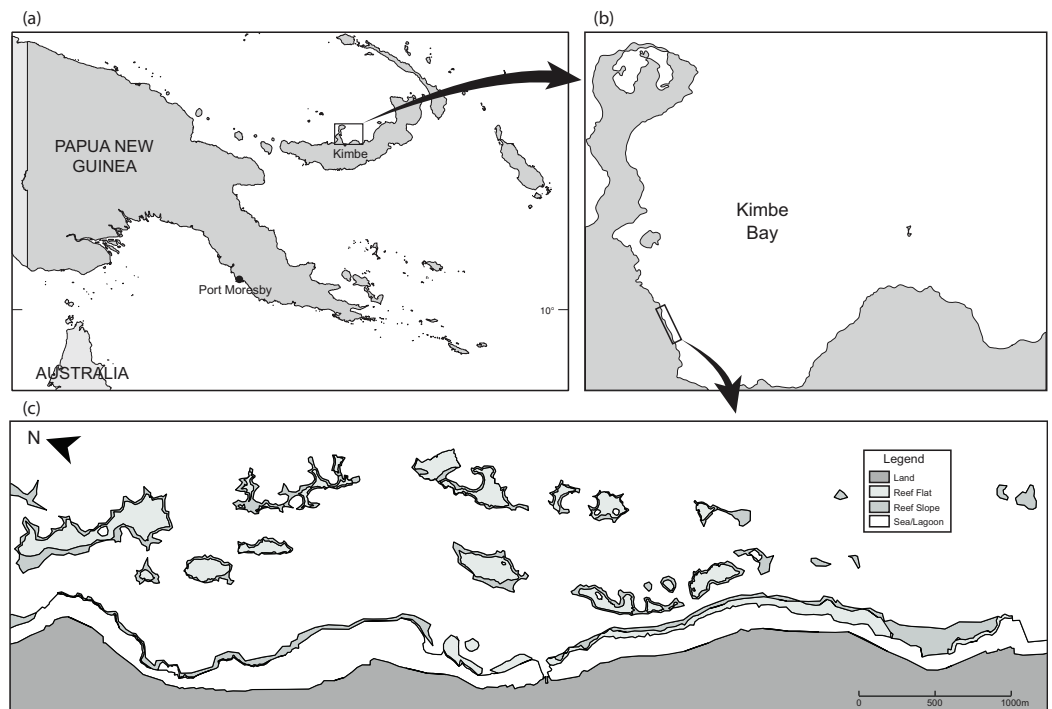 (a)
PAPUA NEW
GUINEA
Kimbe
Port Moresby
10°
AUSTRALIA
(b)
Kimbe
Bay
(c)
N
Legend
Land
Reef Flat
Reef Slope
Sea/Lagoon
0 500 1000m